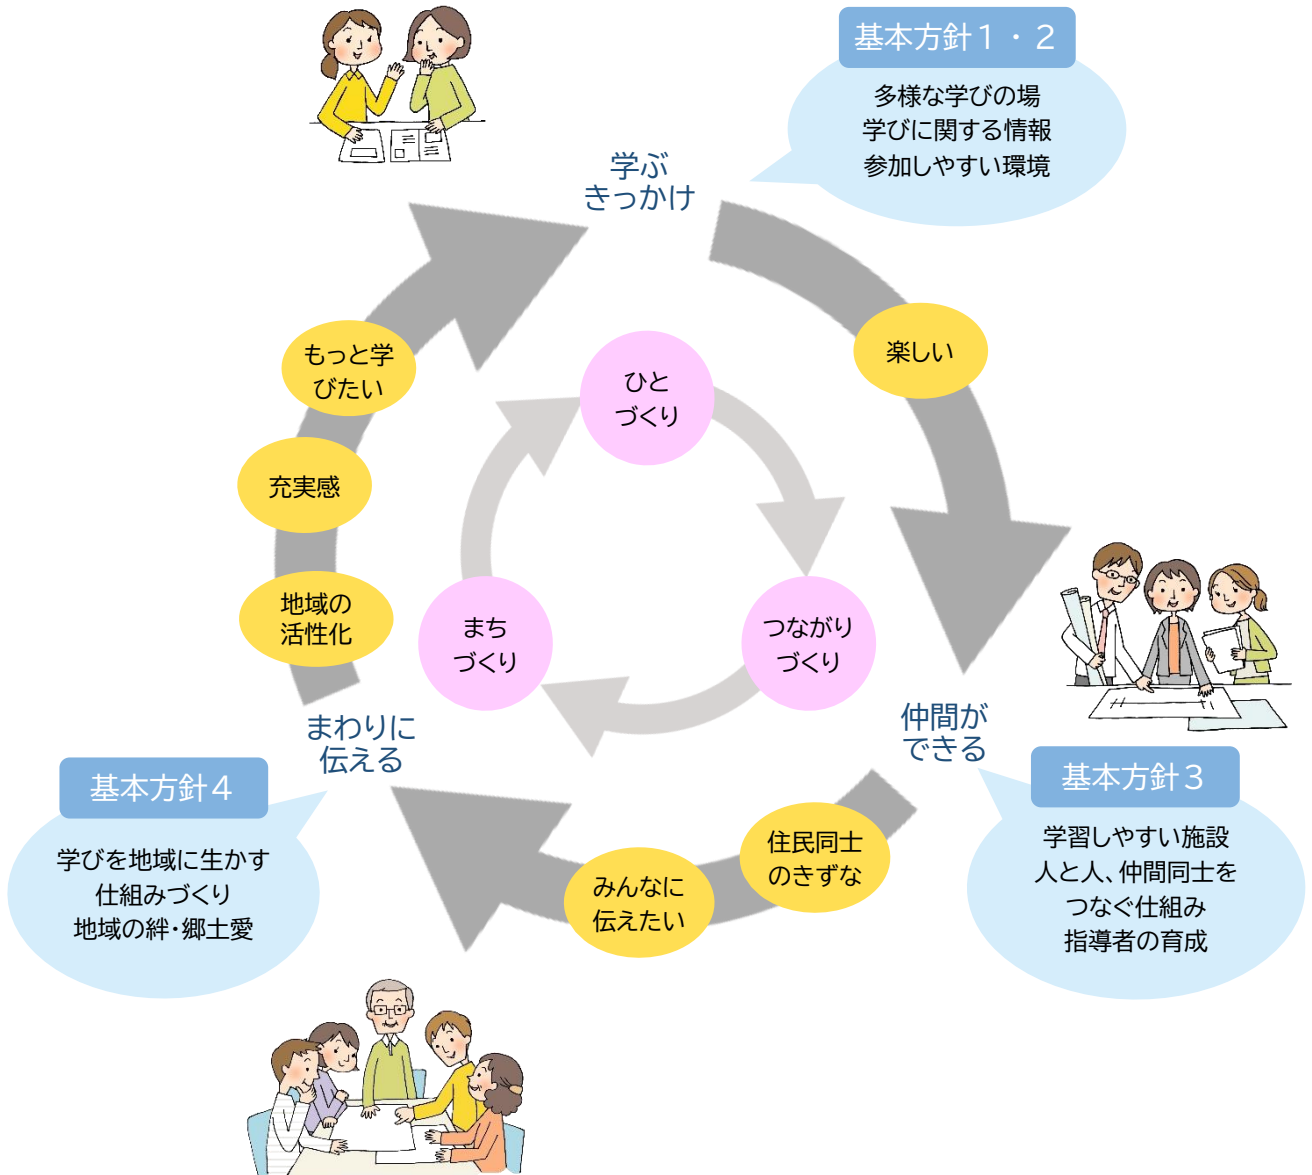 基本方針１・２
多様な学びの場
学びに関する情報
参加しやすい環境
学ぶ
きっかけ
楽しい
もっと学
びたい
充実感
地域の
活性化
ひと
づくり
まち
づくり
つながり
づくり
仲間が
できる
まわりに
伝える
基本方針３
学習しやすい施設
人と人、仲間同士を
つなぐ仕組み
指導者の育成
住民同士
のきずな
みんなに
伝えたい
基本方針４
学びを地域に生かす
仕組みづくり
地域の絆・郷土愛